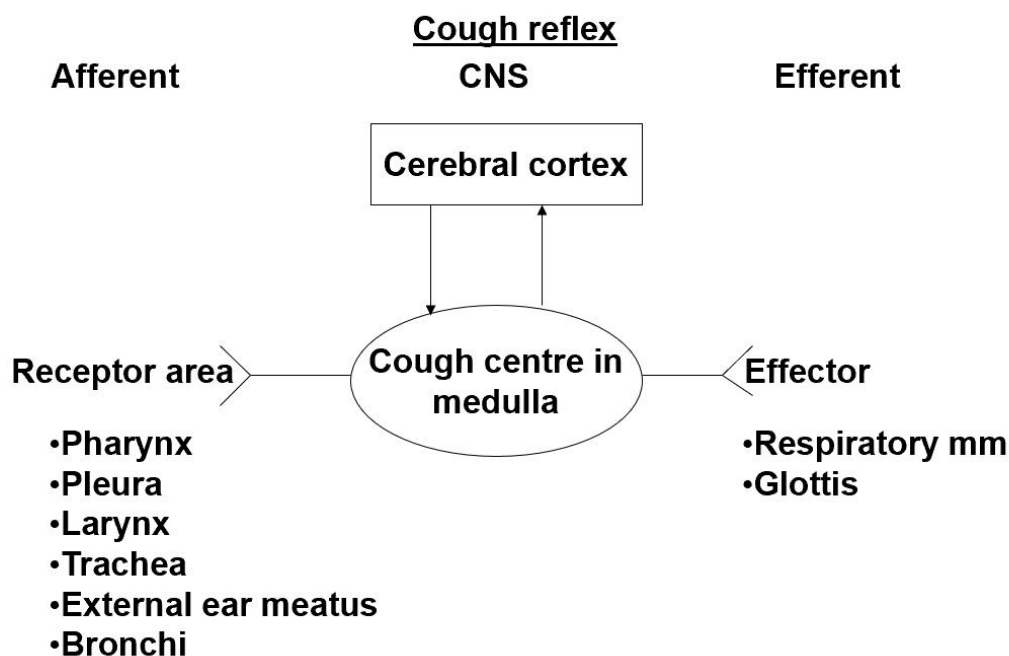 Cough reflex
Afferent
CNS
Efferent
Cerebral cortex
Receptor area
Cough centre in
medulla
Effector
•Pharynx
•Pleura
•Larynx
•Trachea
•External ear meatus
•Bronchi
•Respiratory mm
•Glottis